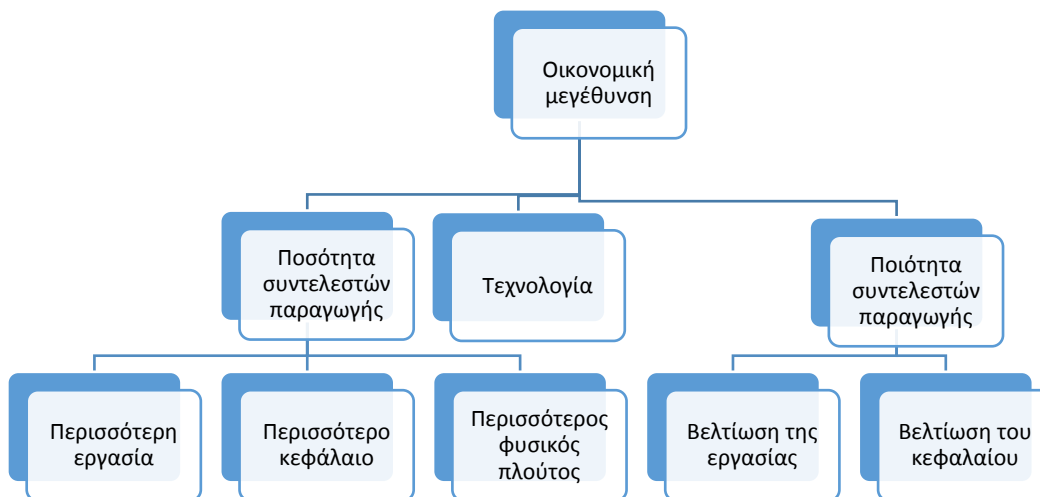 Οικονομική
μεγέθυνση
Ποσότητα
συντελεστών
παραγωγής
Τεχνολογία
Ποιότητα
συντελεστών
παραγωγής
Περισσότερη
εργασία
Περισσότερο
κεφάλαιο
Περισσότερος
φυσικός
πλούτος
Βελτίωση της
εργασίας
Βελτίωση του
κεφαλαίου